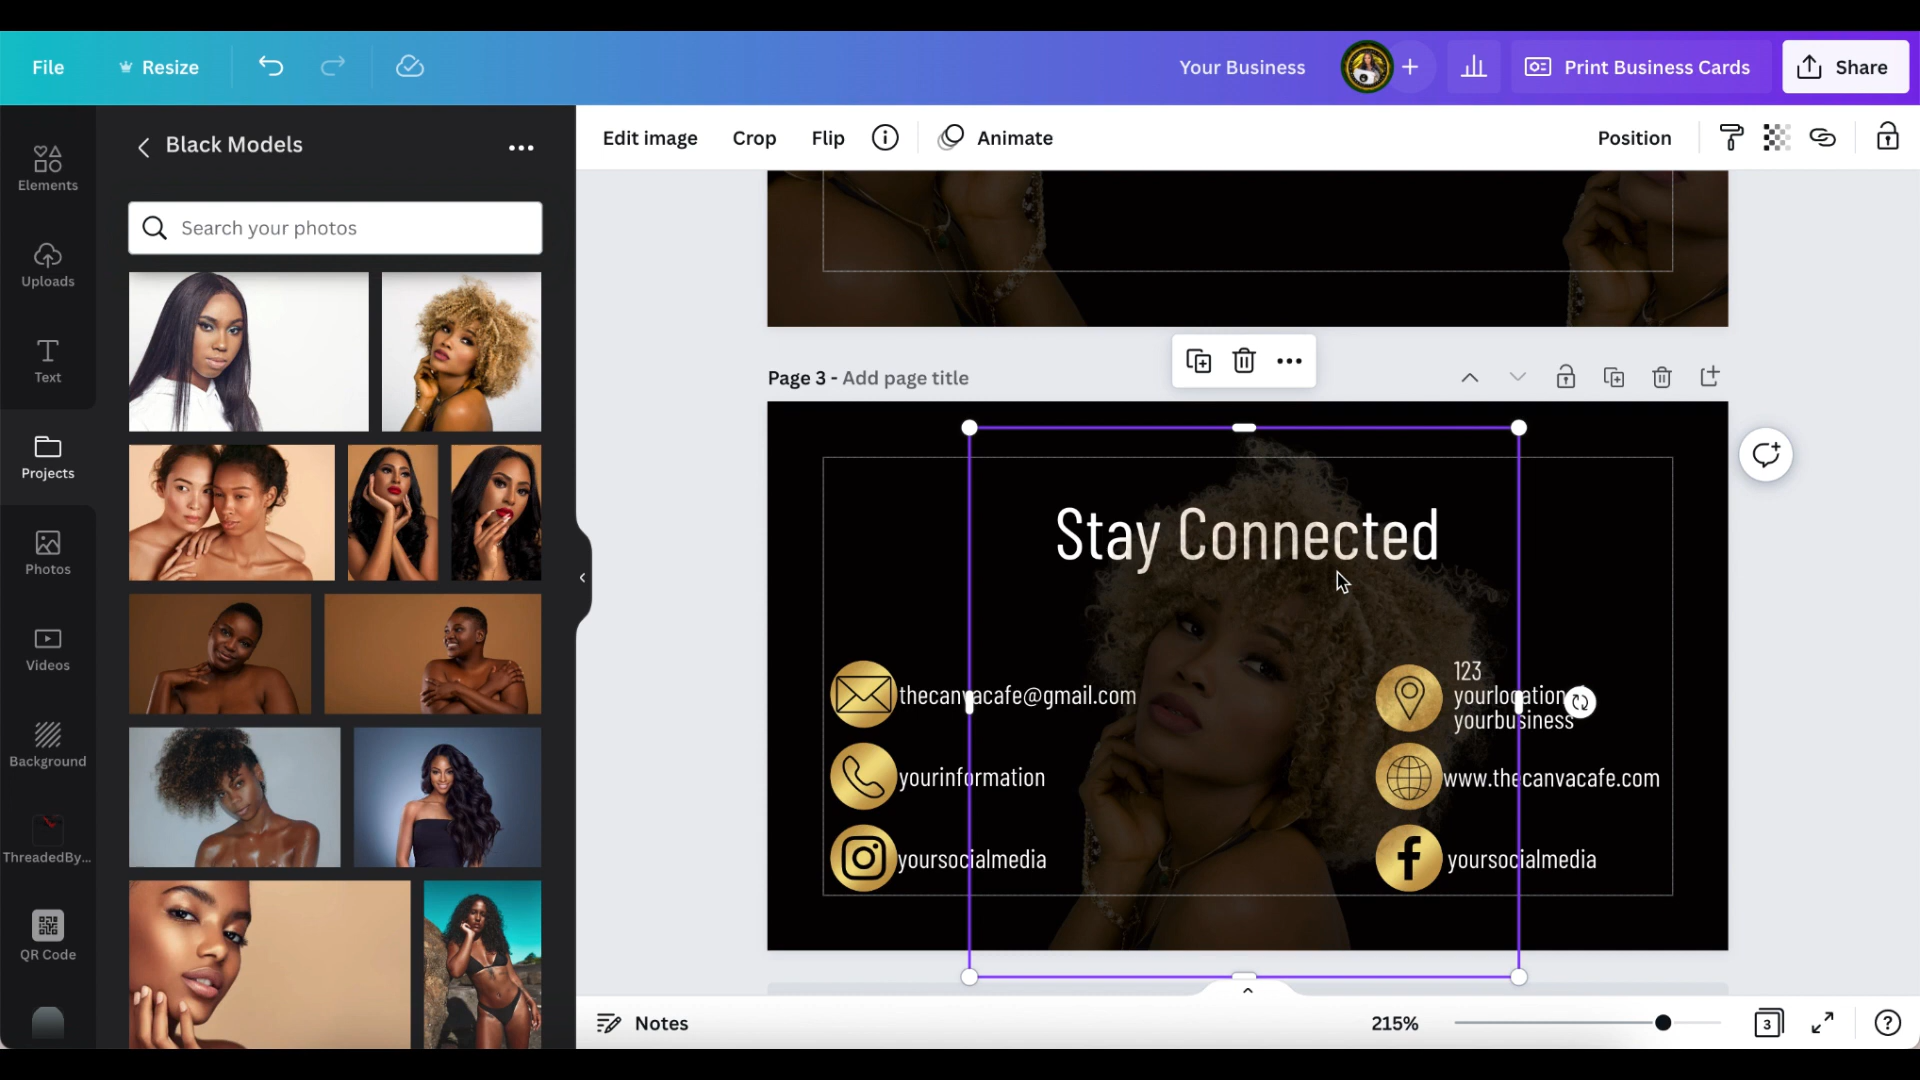 File
Resize
Your Business
Print Business Cards
Share
Black Models
Edit image
Crop
Flip
Animate
Position
Elements
Search your photos
Uploads
Text
Page 3 - Add page title
Projects
Stay Connected
Photos
Videos
thecanvacafe@gmail.com
123
yourlocation
yourbusiness
Background
yourinformation
www.thecanvacafe.com
ThreadedBy...
yoursocialmedia
yoursocialmedia
QR Code
Notes
215%
3